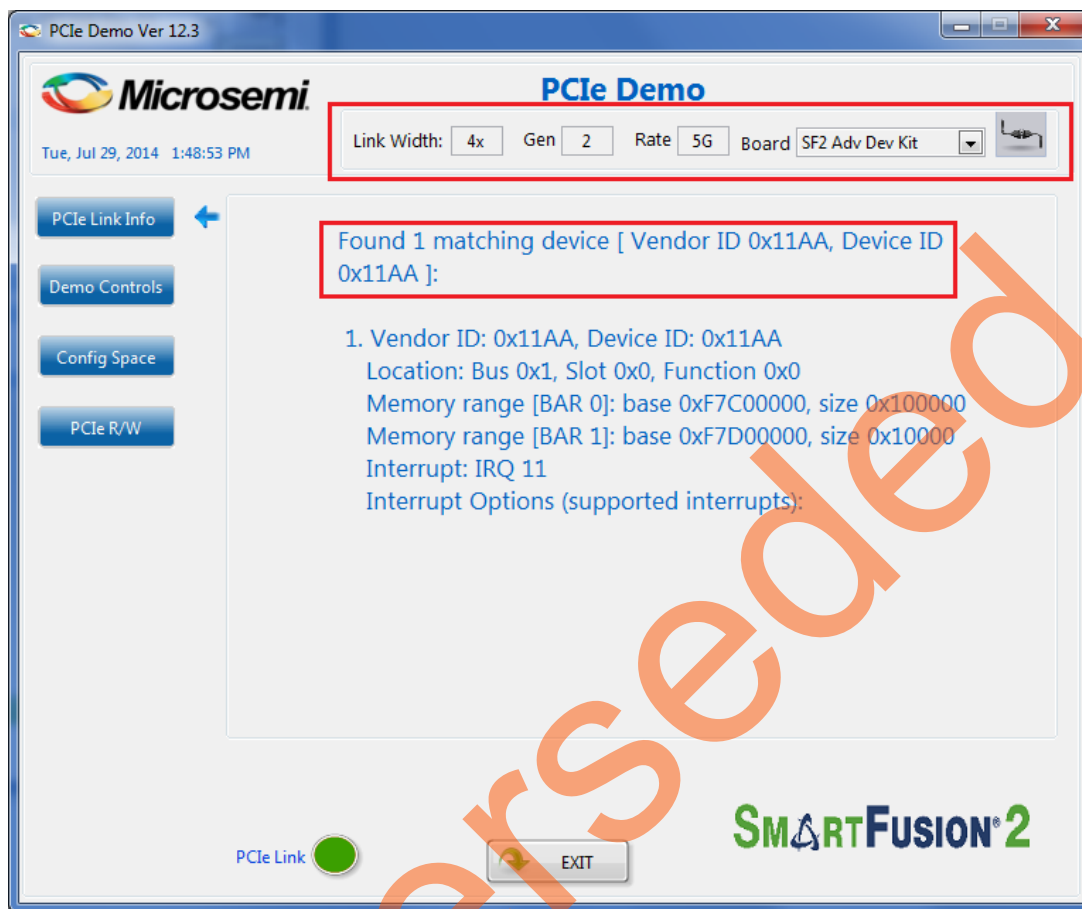 PCIe Demo Ver 12.3
Microsemi.
PCIe Demo
Tue, Jul 29, 2014 1:48:53 PM
Link Width: 4x Gen 2 Rate 5G Board SF2 Adv Dev Kit
PCIe Link Info
Demo Controls
Config Space
PCIe R/W
Found 1 matching device [ Vendor ID 0x11AA, Device ID
0x11AA ]:
1. Vendor ID: 0x11AA, Device ID: 0x11AA
Location: Bus 0x1, Slot 0x0, Function 0x0
Memory range [BAR 0]: base 0xF7C00000, size 0x100000
Memory range [BAR 1]: base 0xF7D00000, size 0x10000
Interrupt: IRQ 11
Interrupt Options (supported interrupts):
PCIe Link
EXIT
SMARTFUSION®2
ersede